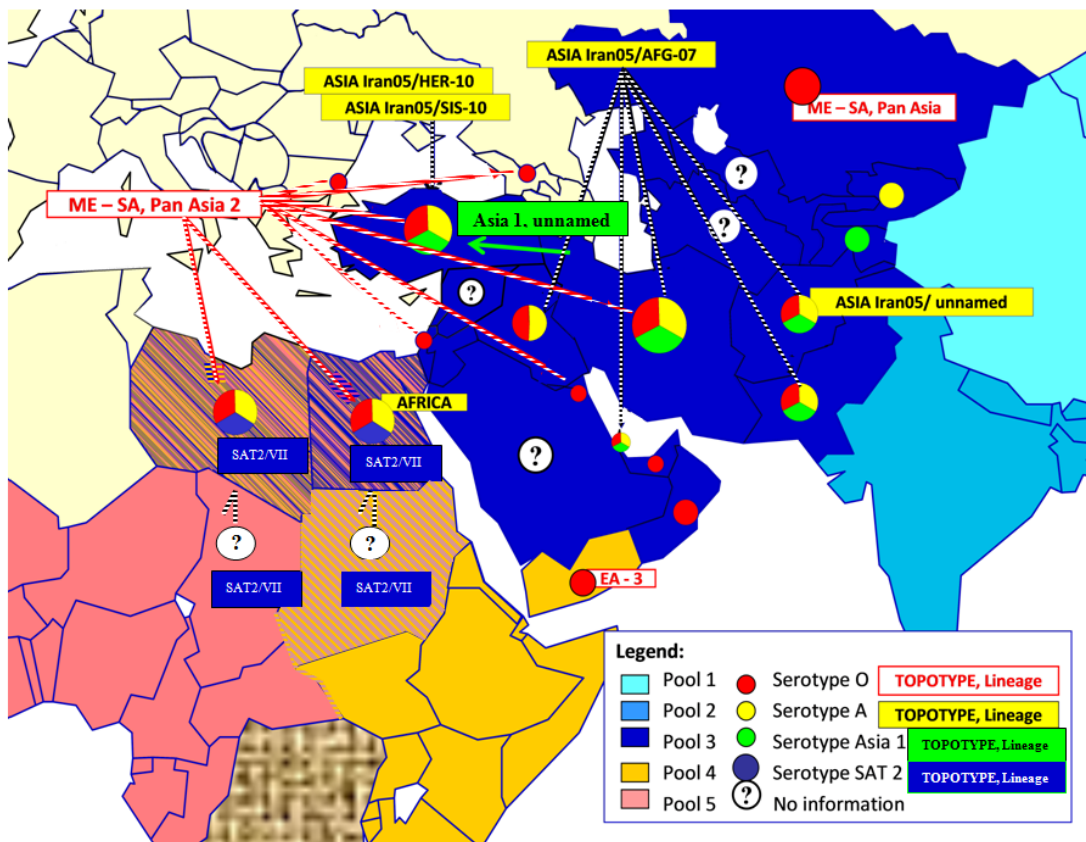 ASIA Iran05/AFG-07
ASIA Iran05/HER-10
ASIA Iran05/SIS-10
ME – SA, Pan Asia
?
ME – SA, Pan Asia 2
Asia 1, unnamed
?
?
ASIA Iran05/ unnamed
AFRICA
SAT2/VII
SAT2/VII
?
?
?
SAT2/VII
SAT2/VII
EA - 3
Legend:
Pool 1
Serotype O
TOPOTYPE, Lineage
Pool 2
Serotype A
TOPOTYPE, Lineage
Pool 3
Serotype Asia 1
TOPOTYPE, Lineage
Pool 4
Serotype SAT 2
TOPOTYPE, Lineage
Pool 5
?
No information